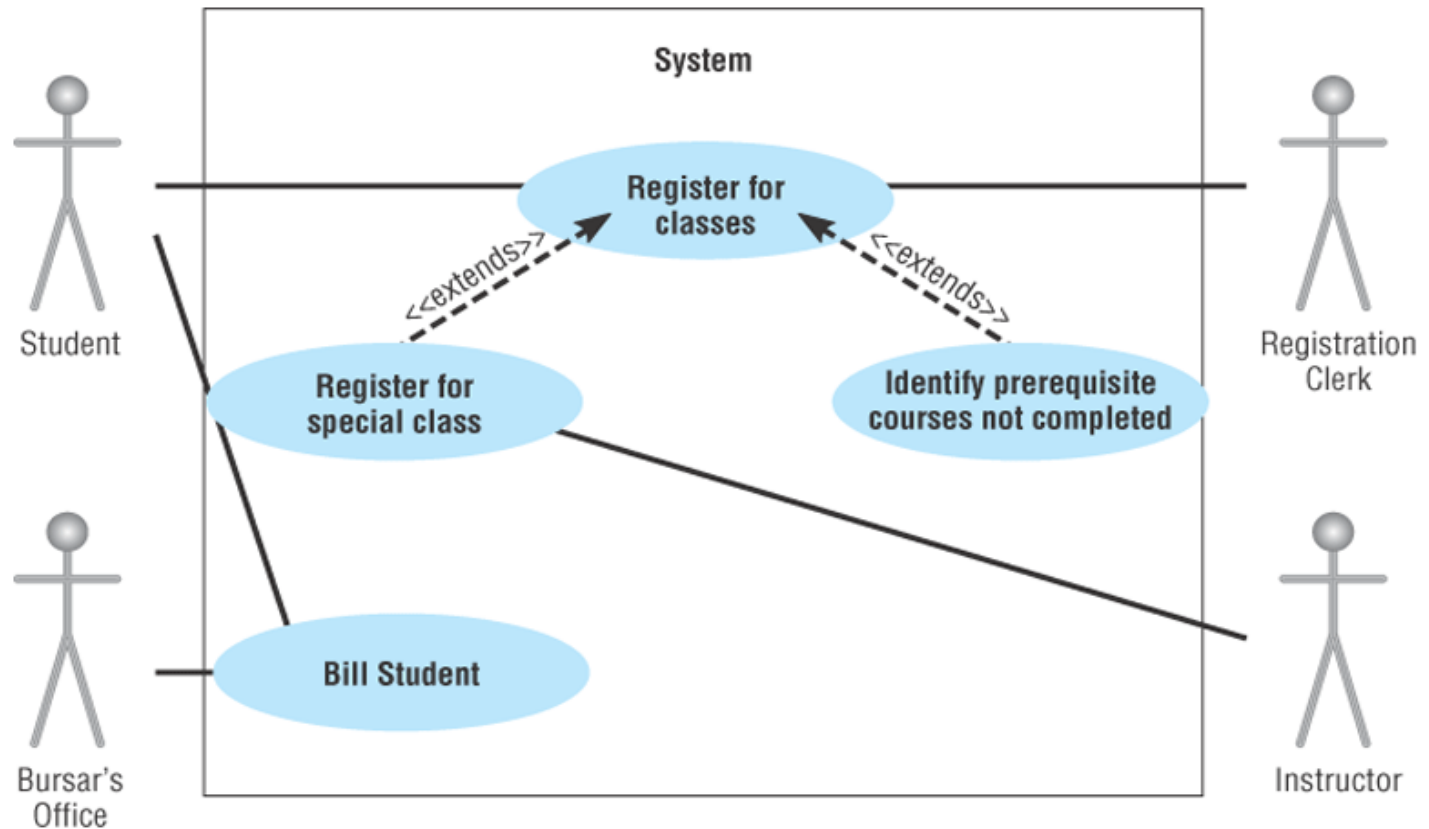 System
Register for
classes
<<extends>>
<<extends>>
Student
Registration
Clerk
Register for
special class
Identify prerequisite
courses not completed
Bill Student
Bursar's
Office
Instructor